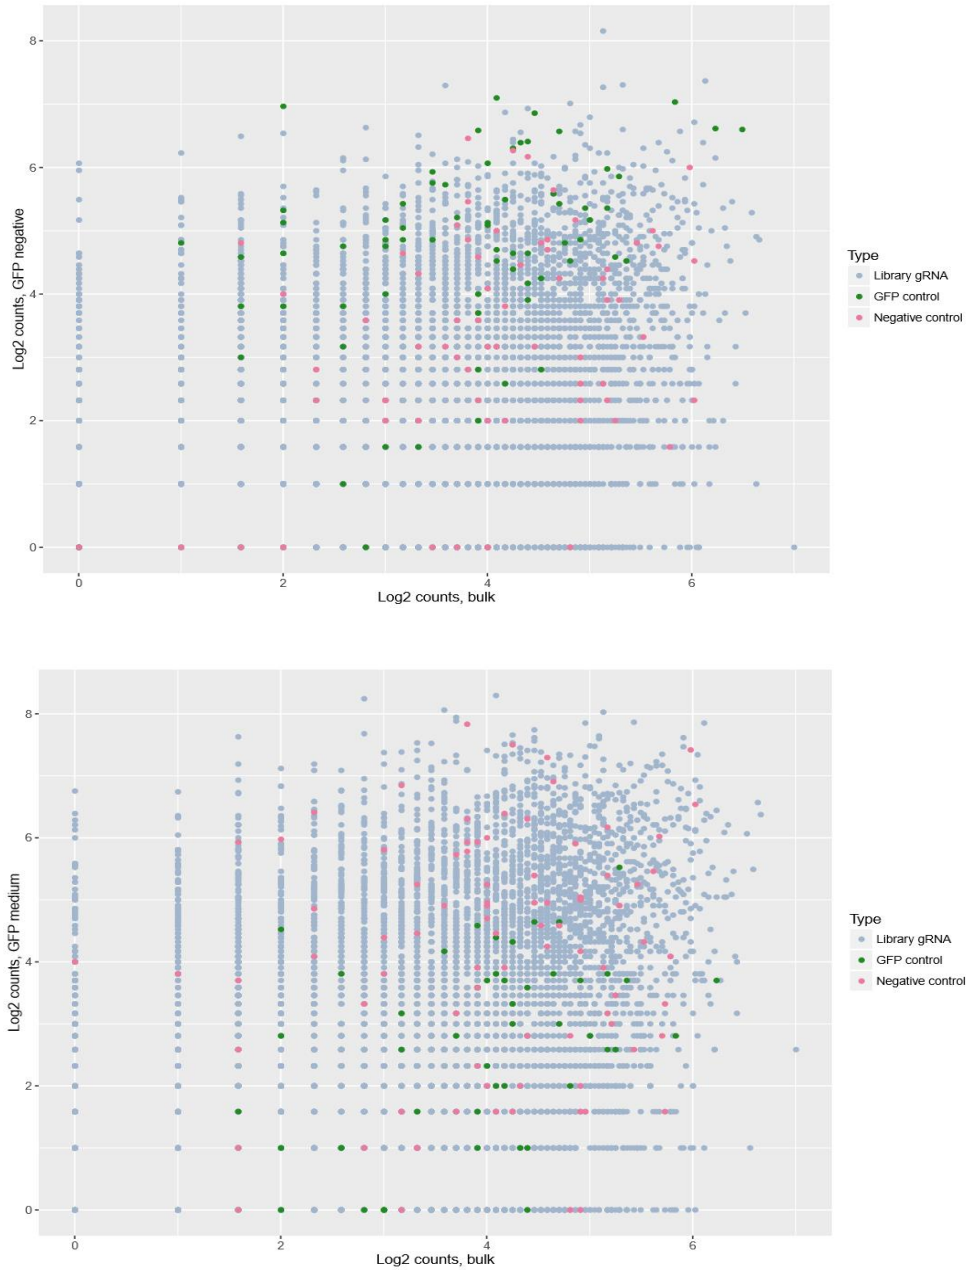 8
6
4
2
0
Log2 counts, GFP negative
0 2 4 6
Log2 counts, bulk
Type
Library gRNA
GFP control
Negative control
8
6
4
2
0
Log2 counts, GFP medium
0 2 4 6
Log2 counts, bulk
Type
Library gRNA
GFP control
Negative control